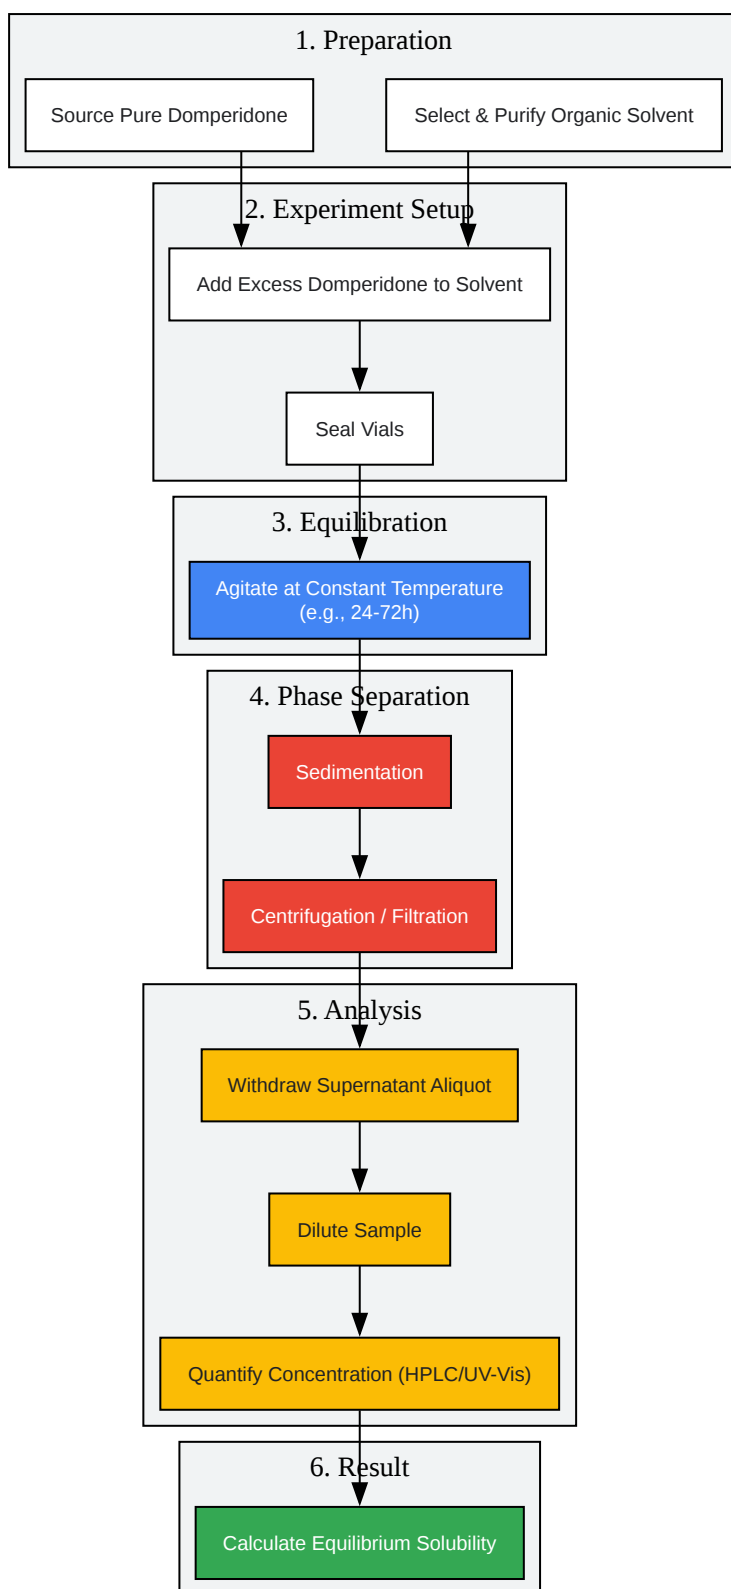 1. Preparation
Source Pure Domperidone
Select & Purify Organic Solvent
2. Experiment Setup
Add Excess Domperidone to Solvent
Seal Vials
3. Equilibration
Agitate at Constant Temperature
(e.g., 24-72h)
4. Phase Separation
Sedimentation
Centrifugation / Filtration
5. Analysis
Withdraw Supernatant Aliquot
Dilute Sample
Quantify Concentration (HPLC/UV-Vis)
6. Result
Calculate Equilibrium Solubility